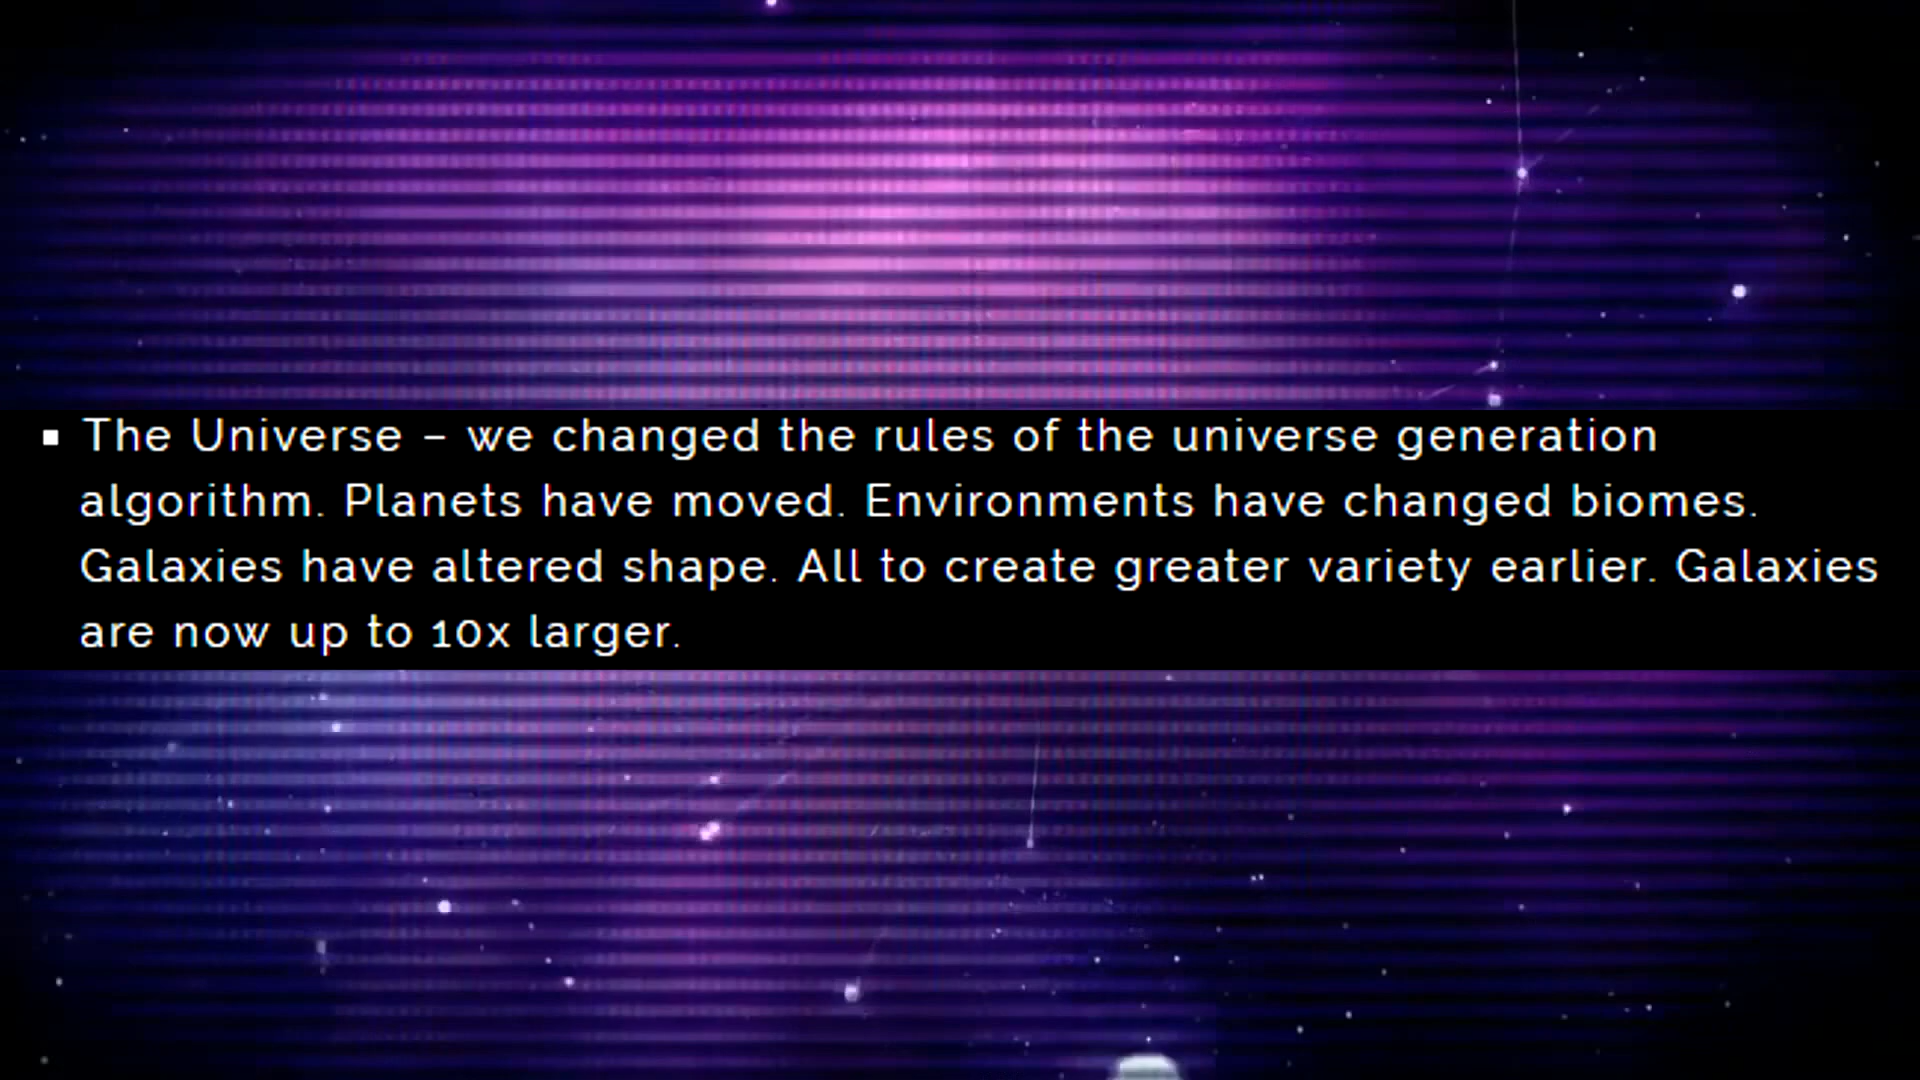 ▪ The Universe – we changed the rules of the universe generation
algorithm. Planets have moved. Environments have changed biomes.
Galaxies have altered shape. All to create greater variety earlier. Galaxies
are now up to 10x larger.